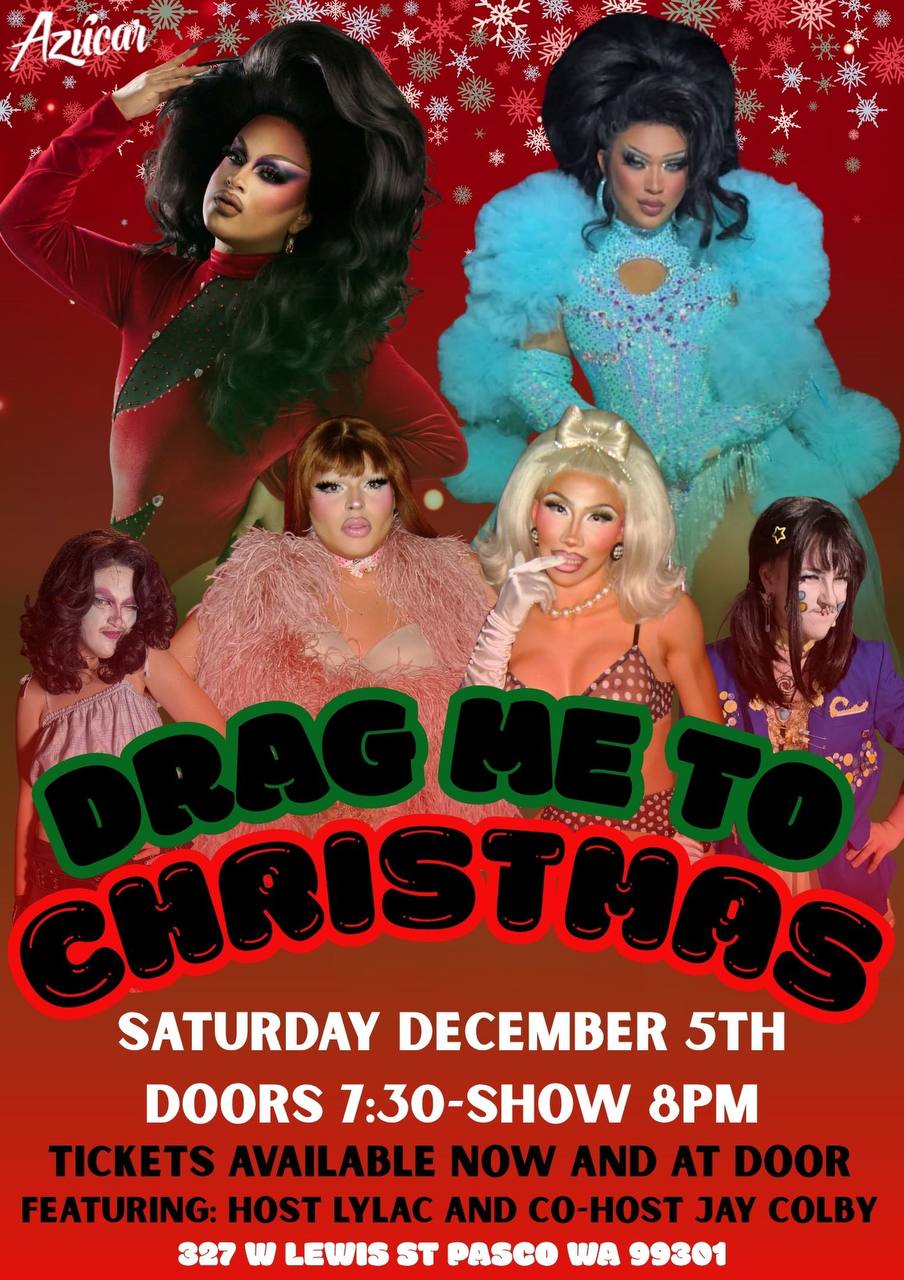 Azúcar
DRAG ME TO
CHRISTMAS
SATURDAY DECEMBER 5TH
DOORS 7:30-SHOW 8PM
TICKETS AVAILABLE NOW AND AT DOOR
FEATURING: HOST LYLAC AND CO-HOST JAY COLBY
327 W LEWIS ST PASCO WA 99301